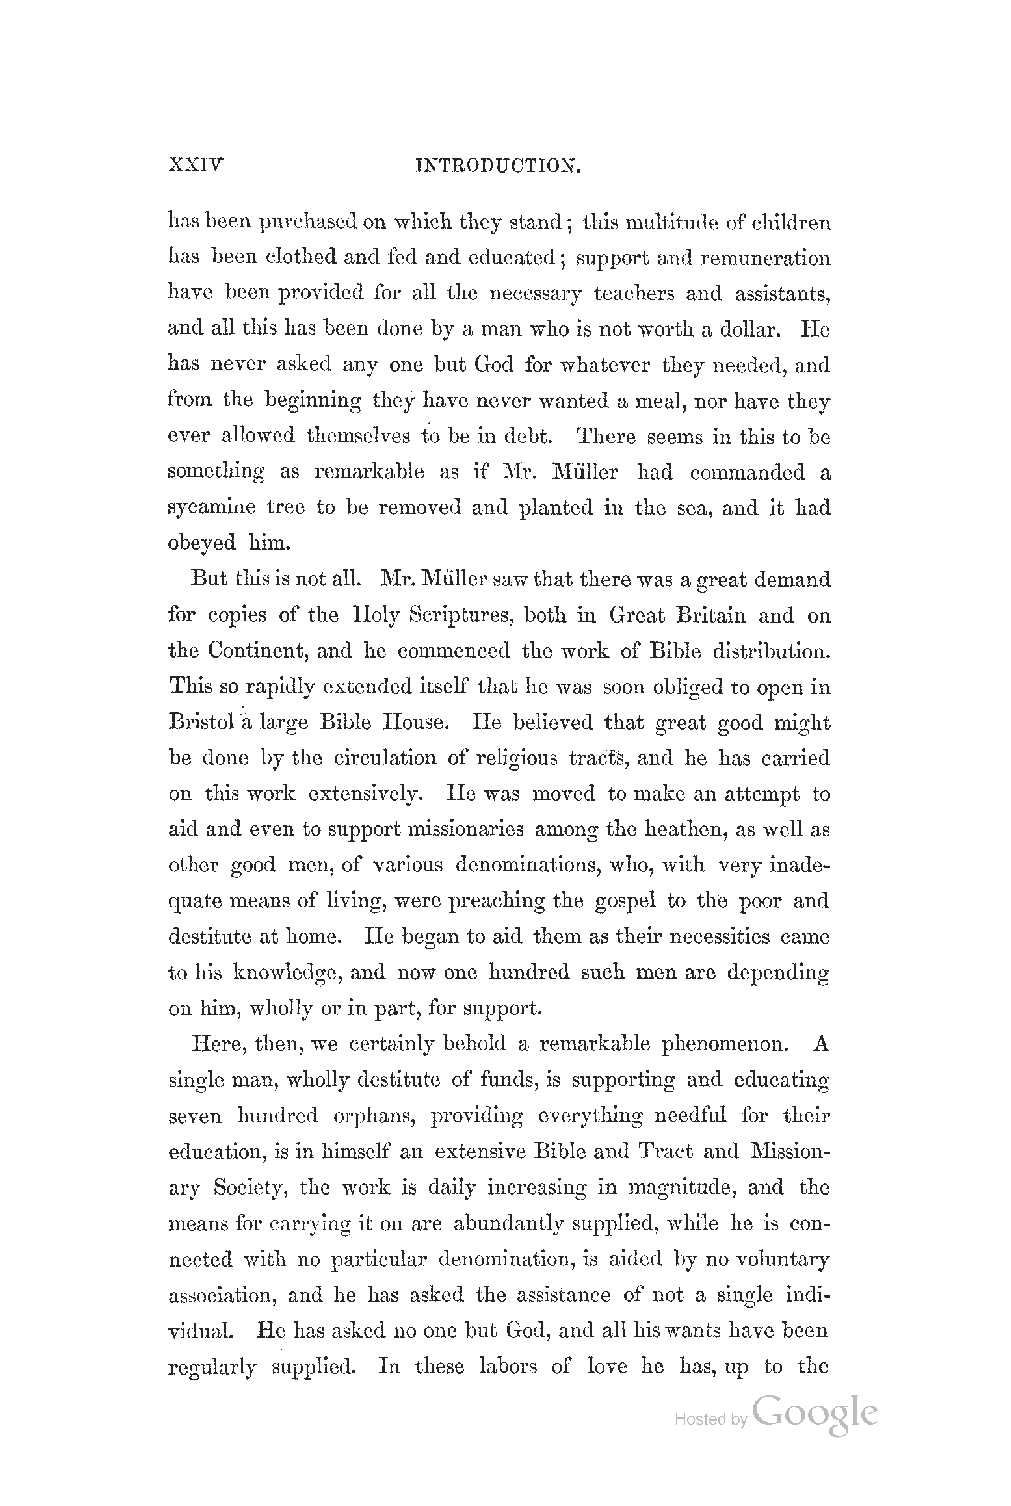 XXIV INTRODUCTION.
has been purchased on which they stand; this multitude of children
has been clothed and fed and educated; support and remuneration
have been provided for all the necessary teachers and assistants,
and all this has been done by a man who is not worth a dollar. He
has never asked any one but God for whatever they needed, and
from the beginning they have never wanted a meal, nor have they
ever allowed themselves to be in debt. There seems in this to be
something as remarkable as if Mr. Müller had commanded a
sycamine tree to be removed and planted in the sea, and it had
obeyed him.
But this is not all. Mr. Müller saw that there was a great demand
for copies of the Holy Scriptures, both in Great Britain and on
the Continent, and he commenced the work of Bible distribution.
This so rapidly extended itself that he was soon obliged to open in
Bristol a large Bible House. He believed that great good might
be done by the circulation of religious tracts, and he has carried
on this work extensively. He was moved to make an attempt to
aid and even to support missionaries among the heathen, as well as
other good men, of various denominations, who, with very inade-
quate means of living, were preaching the gospel to the poor and
destitute at home. He began to aid them as their necessities came
to his knowledge, and now one hundred such men are depending
on him, wholly or in part, for support.
Here, then, we certainly behold a remarkable phenomenon. A
single man, wholly destitute of funds, is supporting and educating
seven hundred orphans, providing everything needful for their
education, is in himself an extensive Bible and Tract and Mission-
ary Society, the work is daily increasing in magnitude, and the
means for carrying it on are abundantly supplied, while he is con-
nected with no particular denomination, is aided by no voluntary
association, and he has asked the assistance of not a single indi-
vidual. He has asked no one but God, and all his wants have been
regularly supplied. In these labors of love he has, up to the
Hosted by Google